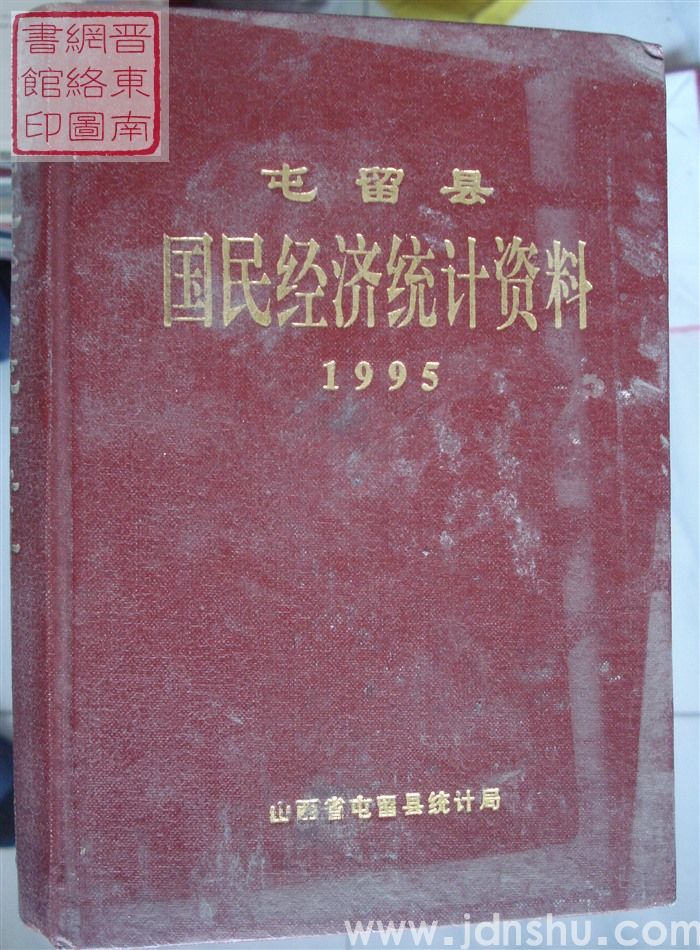 晋東南
網絡圖
書館印
屯留县
国民经济统计资料
1995
山西省屯留县统计局
www.jdnshu.com